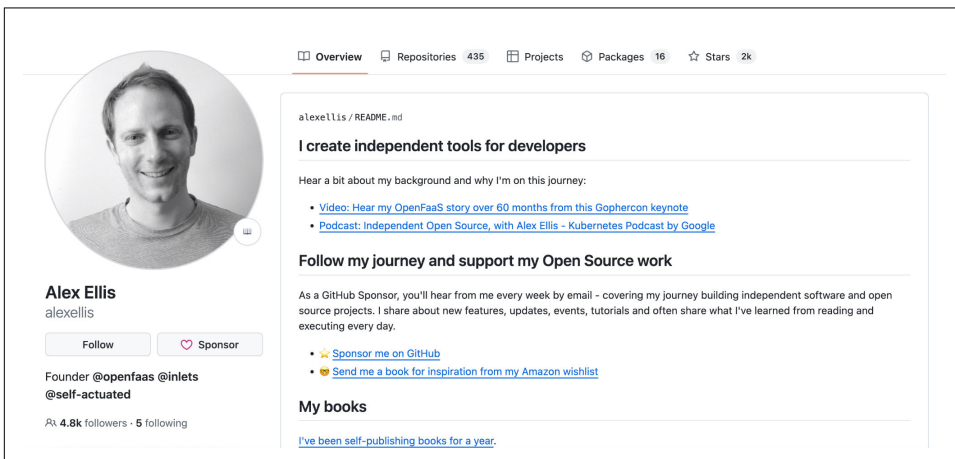 Overview Repositories 435 Projects Packages 16 Stars 2k
alexellis/README.md
I create independent tools for developers
Hear a bit about my background and why I'm on this journey:
• Video: Hear my OpenFaaS story over 60 months from this Gophercon keynote
• Podcast: Independent Open Source, with Alex Ellis - Kubernetes Podcast by Google
Follow my journey and support my Open Source work
As a GitHub Sponsor, you'll hear from me every week by email - covering my journey building independent software and open
source projects. I share about new features, updates, events, tutorials and often share what I've learned from reading and
executing every day.
• ⭐ Sponsor me on GitHub
• 🤓 Send me a book for inspiration from my Amazon wishlist
My books
I've been self-publishing books for a year.
Alex Ellis
alexellis
Follow Sponsor
Founder @openfaas @inlets
@self-actuated
4.8k followers · 5 following